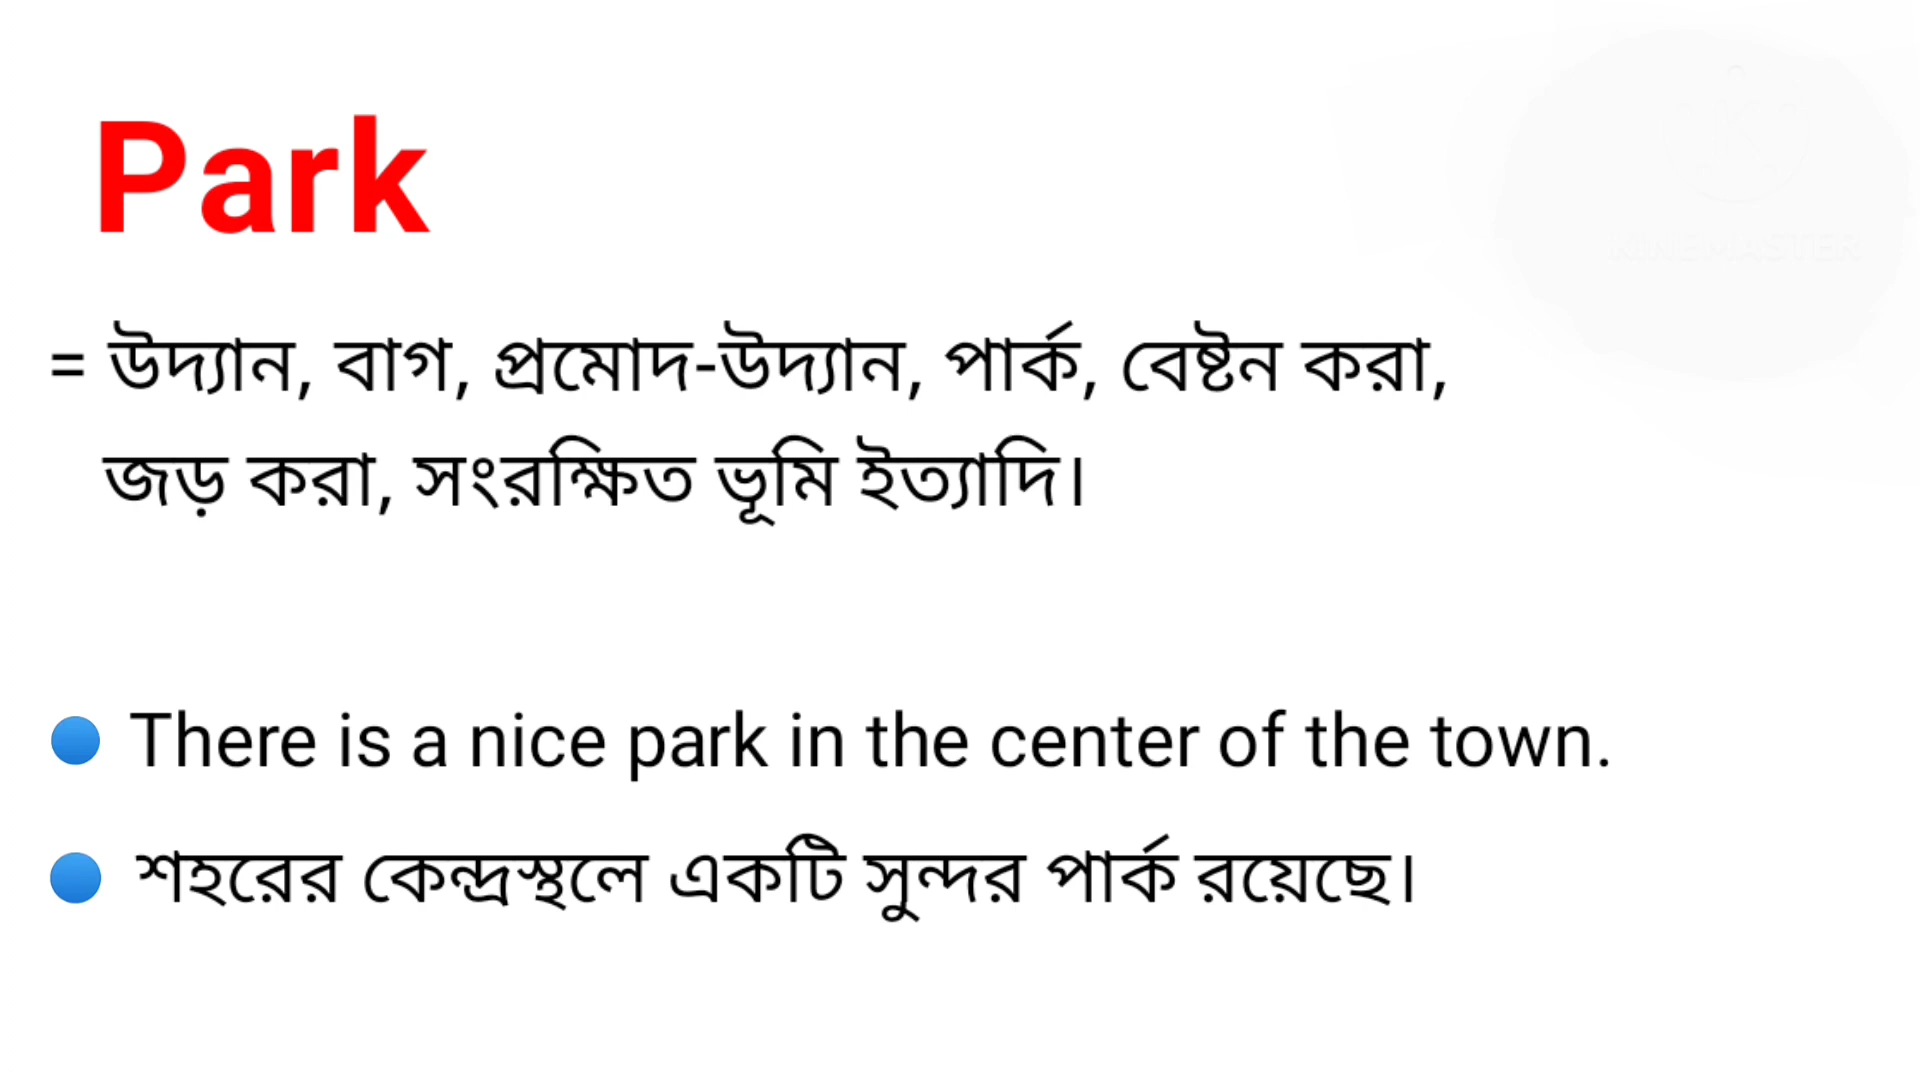 Park
KINEMASTER
= উদ্যান, বাগ, প্রমোদ-উদ্যান, পার্ক, বেষ্টন করা,
জড় করা, সংরক্ষিত ভূমি ইত্যাদি।
There is a nice park in the center of the town.
শহরের কেন্দ্রস্থলে একটি সুন্দর পার্ক রয়েছে।